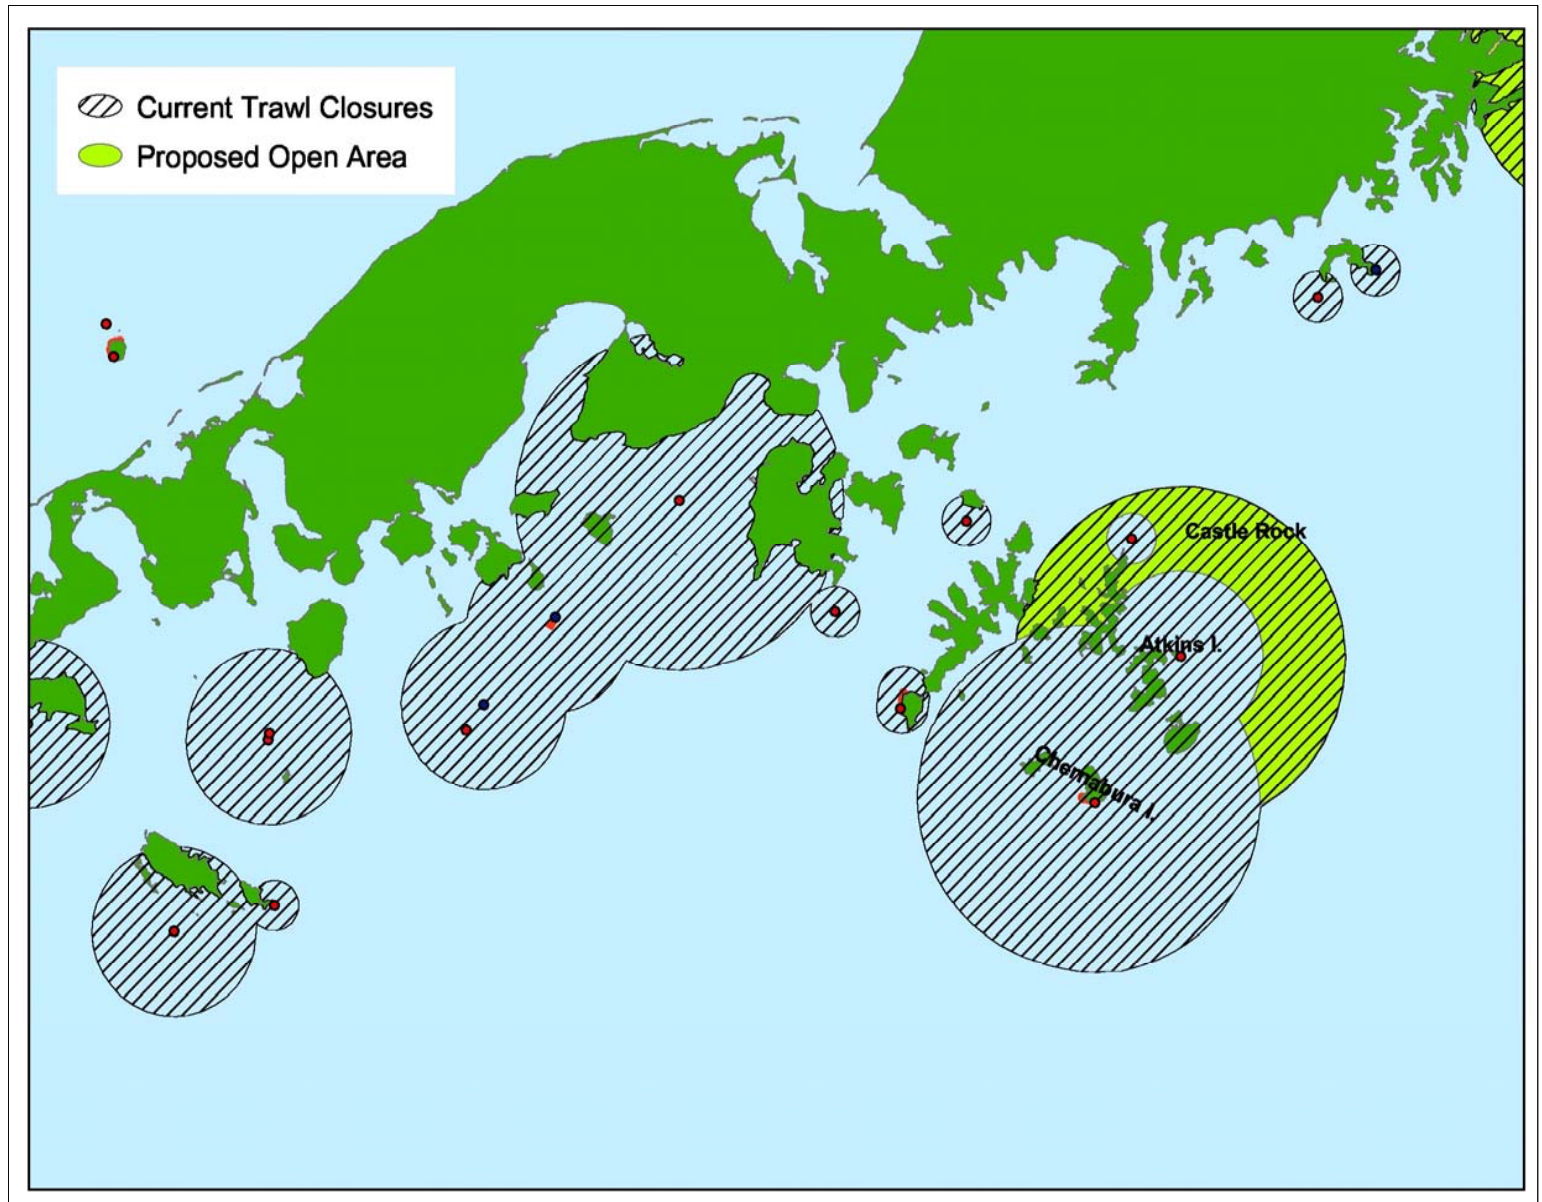 Current Trawl Closures
Proposed Open Area
Castle Rock
Atkins I.
Chernabura I.